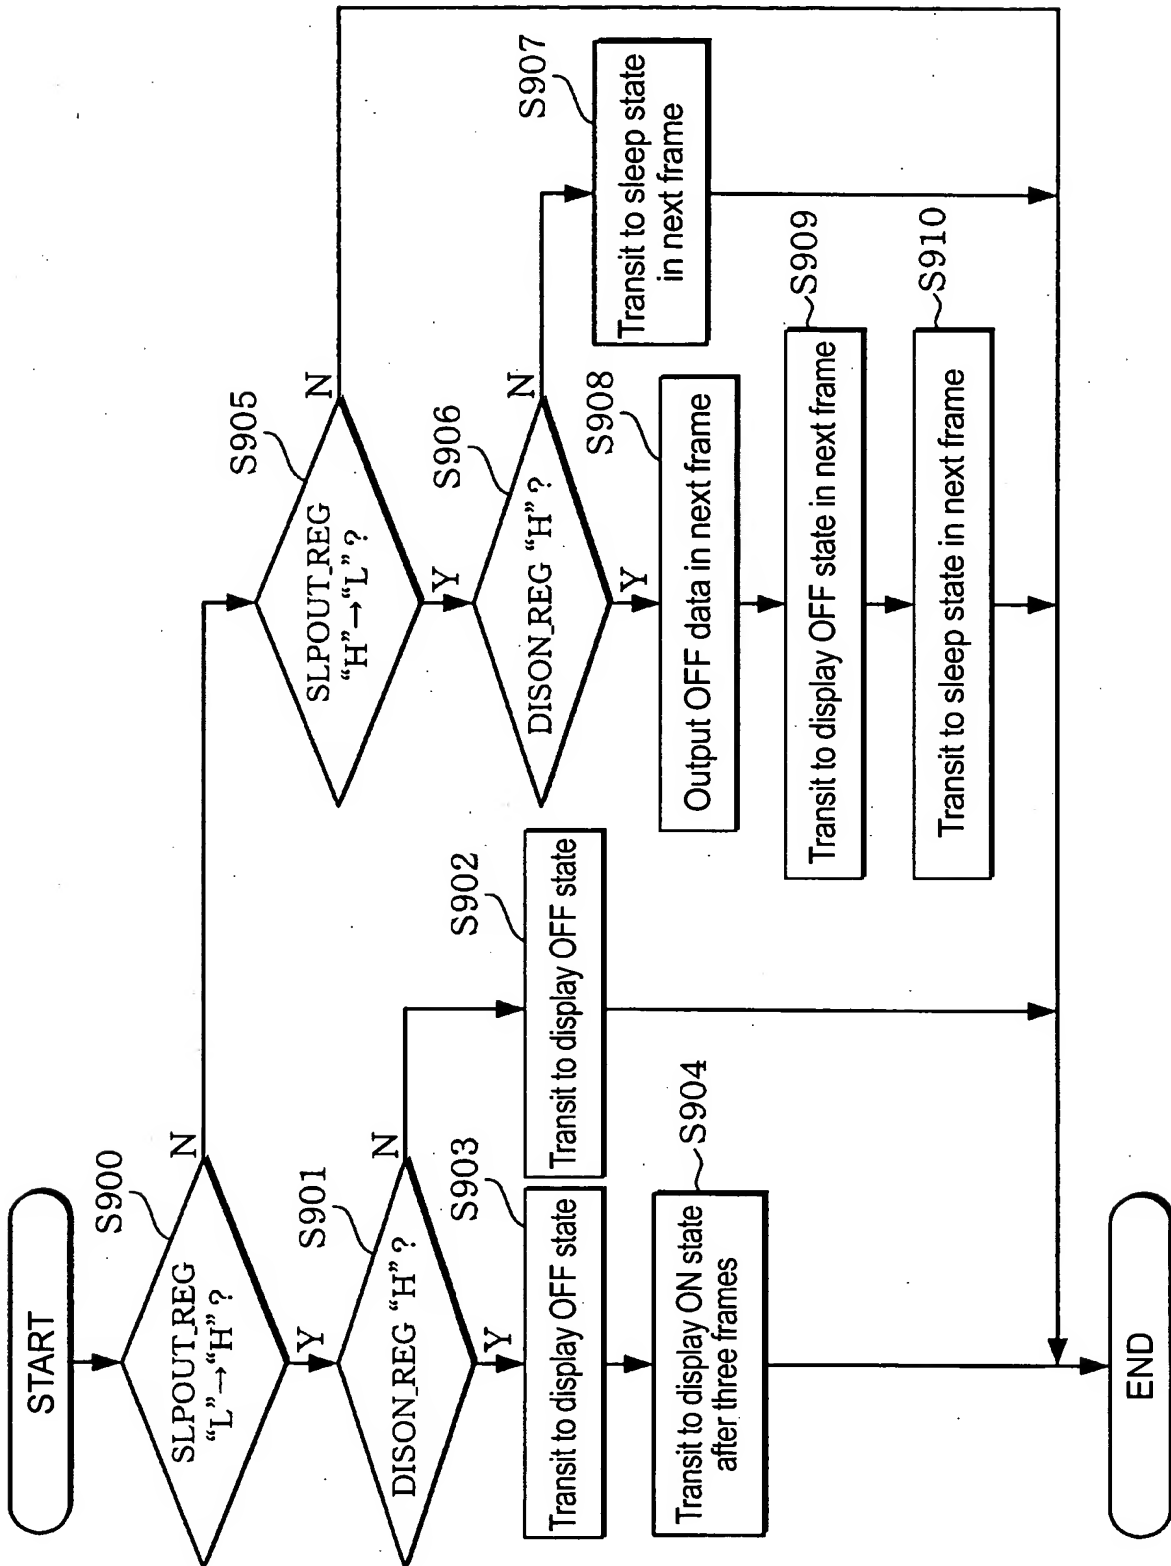 START
S900
SLPOUT_REG
“L”→“H” ?
N
Y
S901
DISON_REG “H” ?
N
Y
S903
Transit to display OFF state
S902
Transit to display OFF state
S904
Transit to display ON state
after three frames
S905
SLPOUT_REG
“H”→“L” ?
N
Y
S906
DISON_REG “H” ?
N
Y
S907
Transit to sleep state
in next frame
S908
Output OFF data in next frame
S909
Transit to display OFF state in next frame
S910
Transit to sleep state in next frame
END